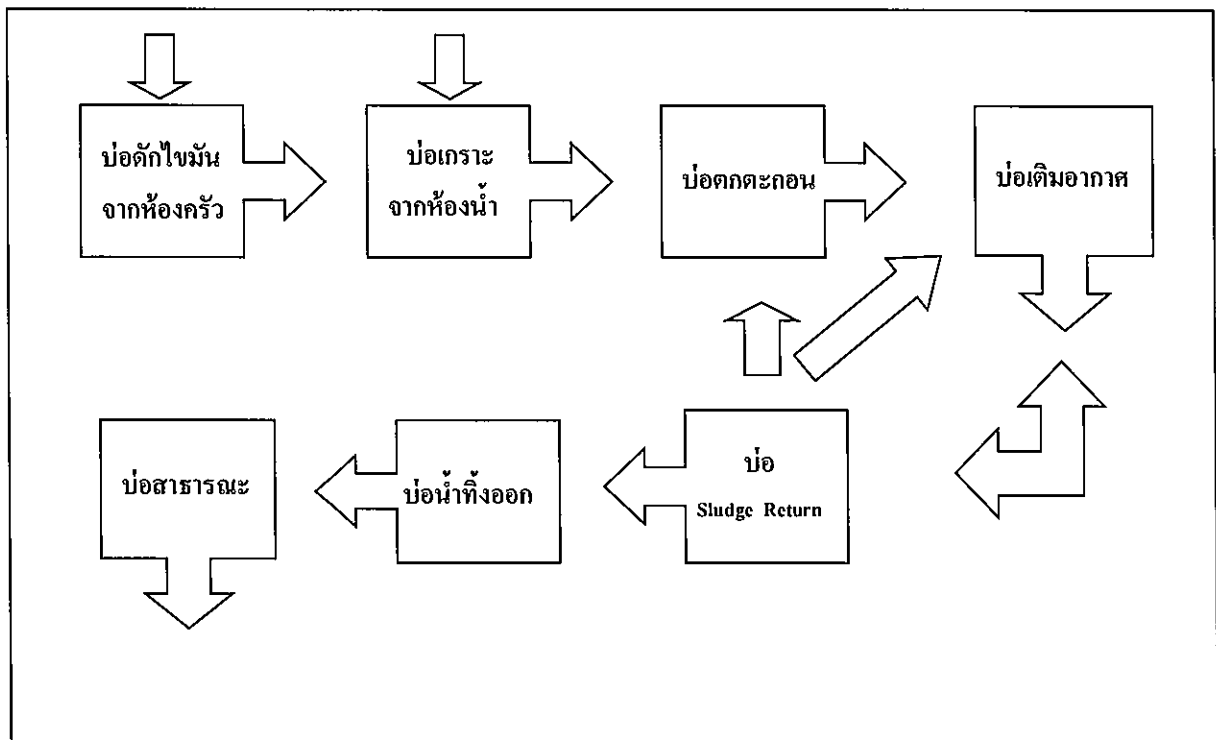 บ่อดักไขมัน
จากห้องครัว
บ่อเกราะ
จากห้องน้ำ
บ่อตกตะกอน
บ่อเติมอากาศ
บ่อสาธารณะ
บ่อน้ำทิ้งออก
บ่อ
Sludge Return